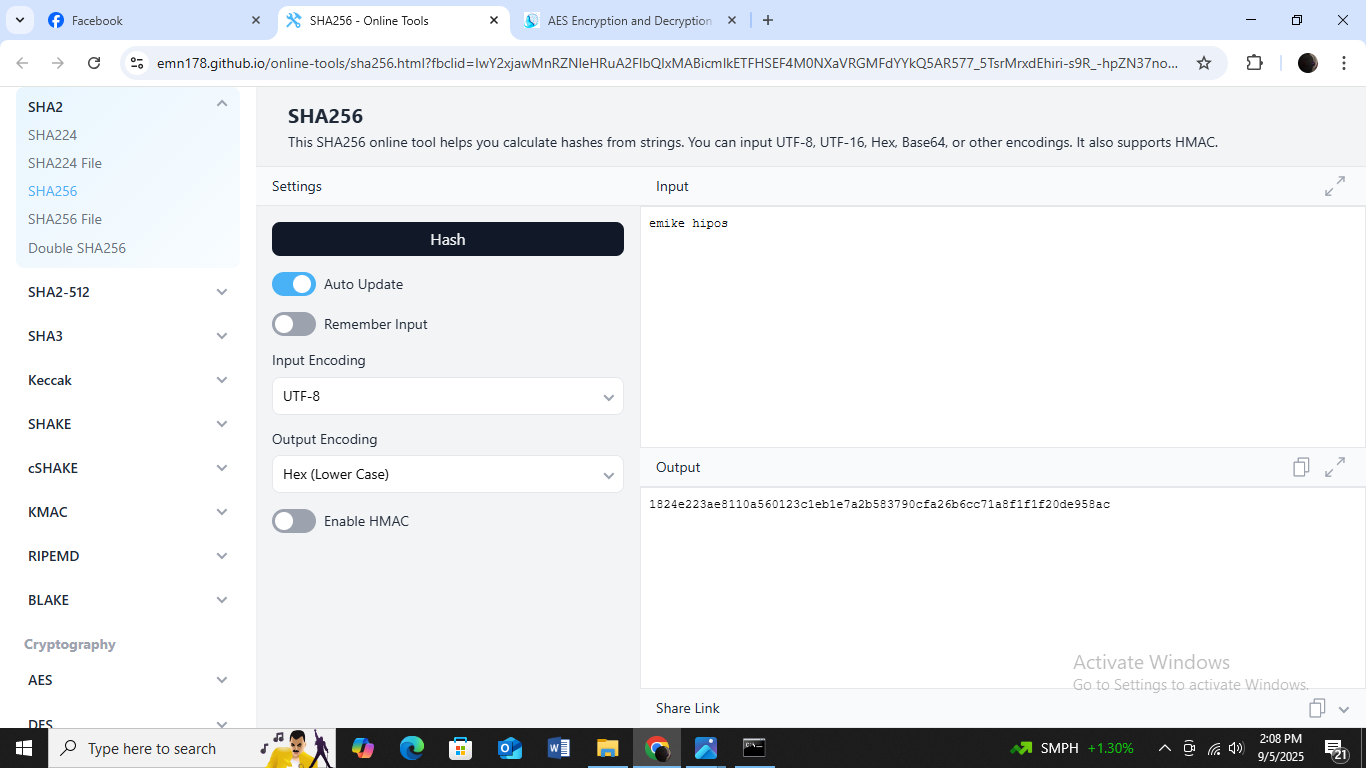 Facebook
SHA256 - Online Tools
AES Encryption and Decryption
emn178.github.io/online-tools/sha256.html?fbclid=IwY2xjawMnRZNleHRuA2FlbQIxMABicmlkETFHSEF4M0NXaVRGMFdYYkQ5AR577_5TsrMrxdEhiri-s9R_-hpZN37no...
SHA2
SHA224
SHA224 File
SHA256
SHA256 File
Double SHA256
SHA2-512
SHA3
Keccak
SHAKE
cSHAKE
KMAC
RIPEMD
BLAKE
Cryptography
AES
DES
SHA256
This SHA256 online tool helps you calculate hashes from strings. You can input UTF-8, UTF-16, Hex, Base64, or other encodings. It also supports HMAC.
Settings
Hash
Auto Update
Remember Input
Input Encoding
UTF-8
Output Encoding
Hex (Lower Case)
Enable HMAC
Input
emike hipos
Output
1824e223ae8110a560123c1eb1e7a2b583790cfa26b6cc71a8f1f1f20de958ac
Activate Windows
Go to Settings to activate Windows.
Share Link
Type here to search
SMPH +1.30%
2:08 PM
9/5/2025
21